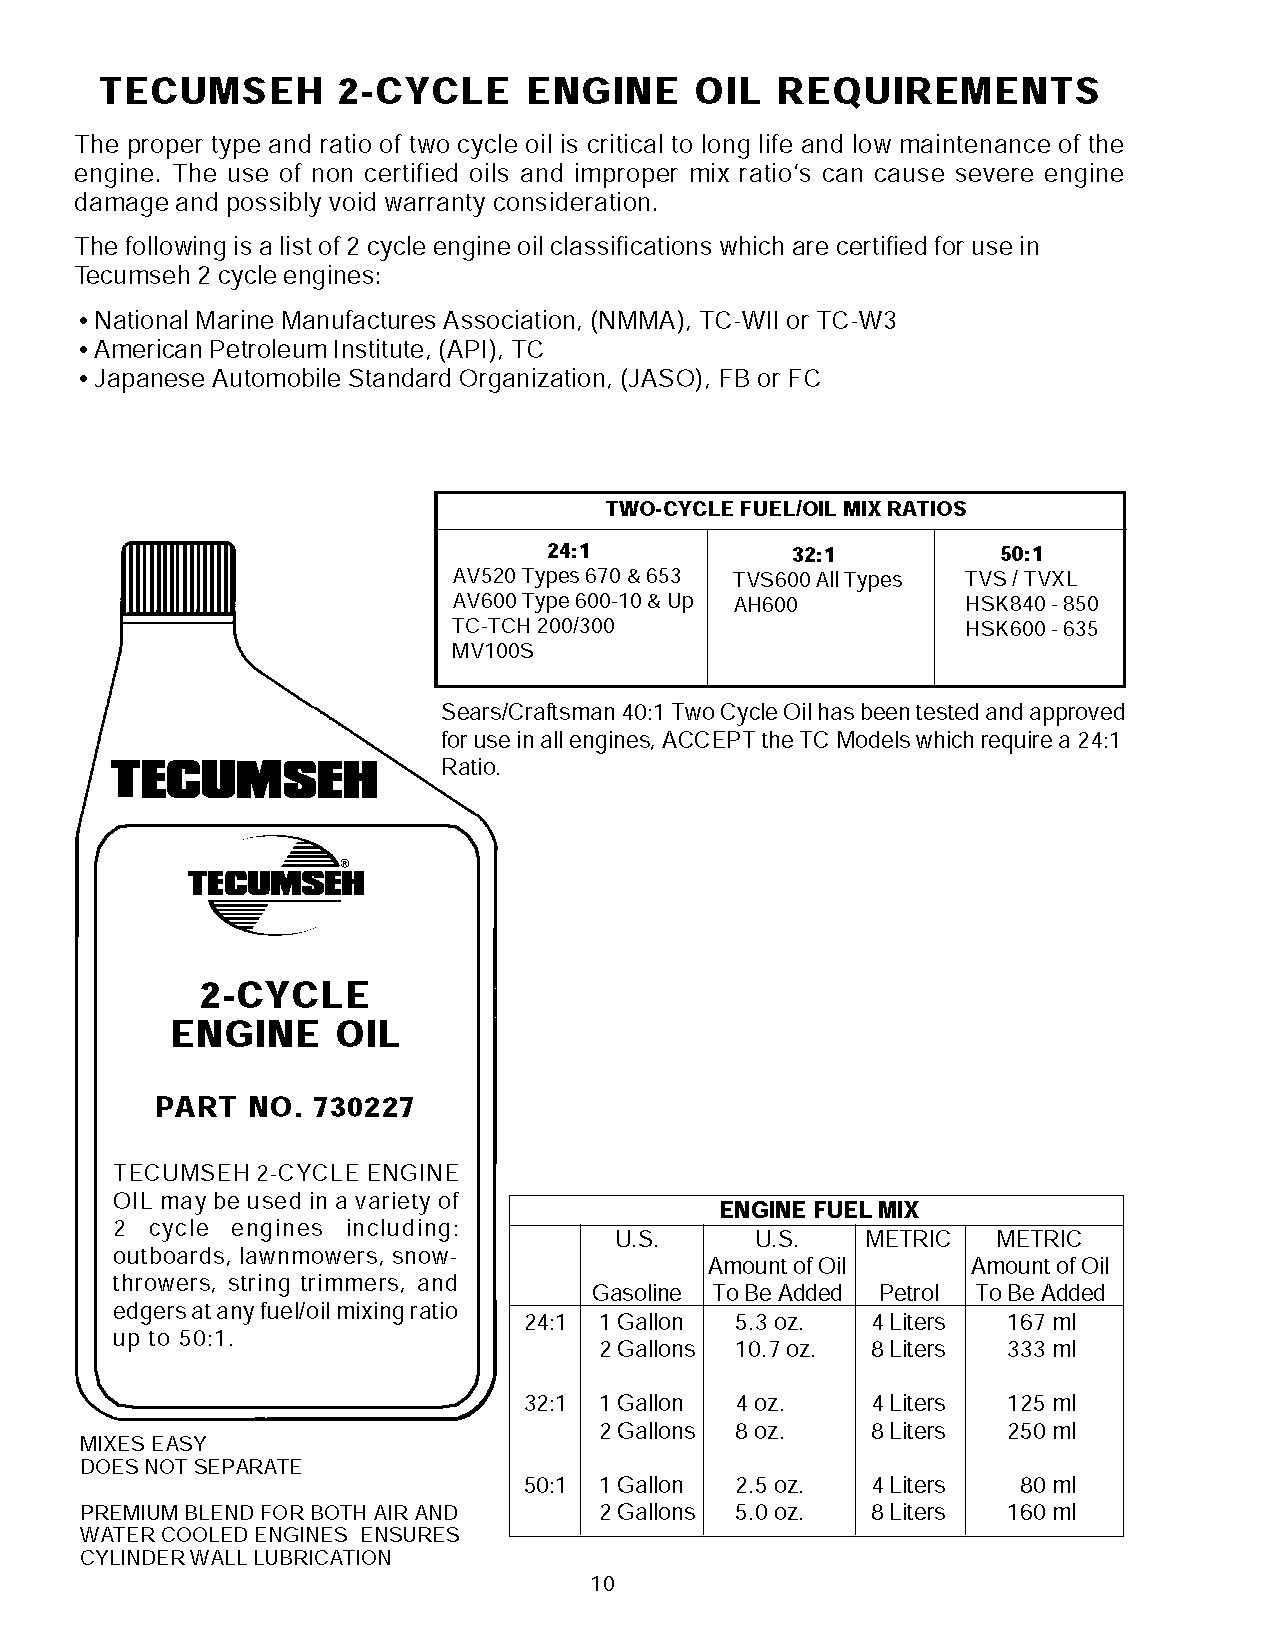 TECUMSEH 2-CYCLE ENGINE OIL REQUIREMENTS
The proper type and ratio of two cycle oil is critical to long life and low maintenance of the
engine. The use of non certified oils and improper mix ratio's can cause severe engine
damage and possibly void warranty consideration.
The following is a list of 2 cycle engine oil classifications which are certified for use in
Tecumseh 2 cycle engines:
• National Marine Manufactures Association, (NMMA), TC-WII or TC-W3
• American Petroleum Institute, (API), TC
• Japanese Automobile Standard Organization, (JASO), FB or FC
TWO-CYCLE FUEL/OIL MIX RATIOS
24:1 32:1 50:1
AV520 Types 670 & 653 TVS600 All Types TVS / TVXL
AV600 Type 600-10 & Up AH600 HSK840 - 850
TC-TCH 200/300 HSK600 - 635
MV100S
Sears/Craftsman 40:1 Two Cycle Oil has been tested and approved
for use in all engines, ACCEPT the TC Models which require a 24:1
Ratio.
TECUMSEH
TECUMSEH®
2-CYCLE
ENGINE OIL
PART NO. 730227
TECUMSEH 2-CYCLE ENGINE
OIL may be used in a variety of
2 cycle engines including:
outboards, lawnmowers, snow-
throwers, string trimmers, and
edgers at any fuel/oil mixing ratio
up to 50:1.
MIXES EASY
DOES NOT SEPARATE
PREMIUM BLEND FOR BOTH AIR AND
WATER COOLED ENGINES ENSURES
CYLINDER WALL LUBRICATION
ENGINE FUEL MIX
U.S. U.S. METRIC METRIC
Amount of Oil Amount of Oil
Gasoline To Be Added Petrol To Be Added
24:1 1 Gallon 5.3 oz. 4 Liters 167 ml
2 Gallons 10.7 oz. 8 Liters 333 ml
32:1 1 Gallon 4 oz. 4 Liters 125 ml
2 Gallons 8 oz. 8 Liters 250 ml
50:1 1 Gallon 2.5 oz. 4 Liters 80 ml
2 Gallons 5.0 oz. 8 Liters 160 ml
10